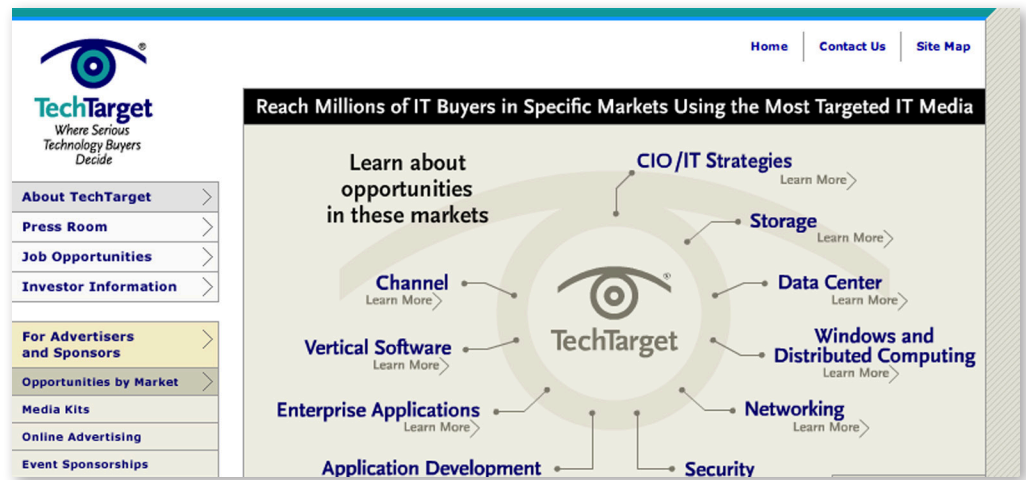 Home
Contact Us
Site Map
®
TechTarget
Where Serious
Technology Buyers
Decide
About TechTarget
Press Room
Job Opportunities
Investor Information
For Advertisers
and Sponsors
Opportunities by Market
Media Kits
Online Advertising
Event Sponsorships
Reach Millions of IT Buyers in Specific Markets Using the Most Targeted IT Media
Learn about
opportunities
in these markets
CIO/IT Strategies
Learn More
Storage
Learn More
Channel
Learn More
Data Center
Learn More
®
TechTarget
Vertical Software
Learn More
Windows and
Distributed Computing
Learn More
Enterprise Applications
Learn More
Networking
Learn More
Application Development
Security